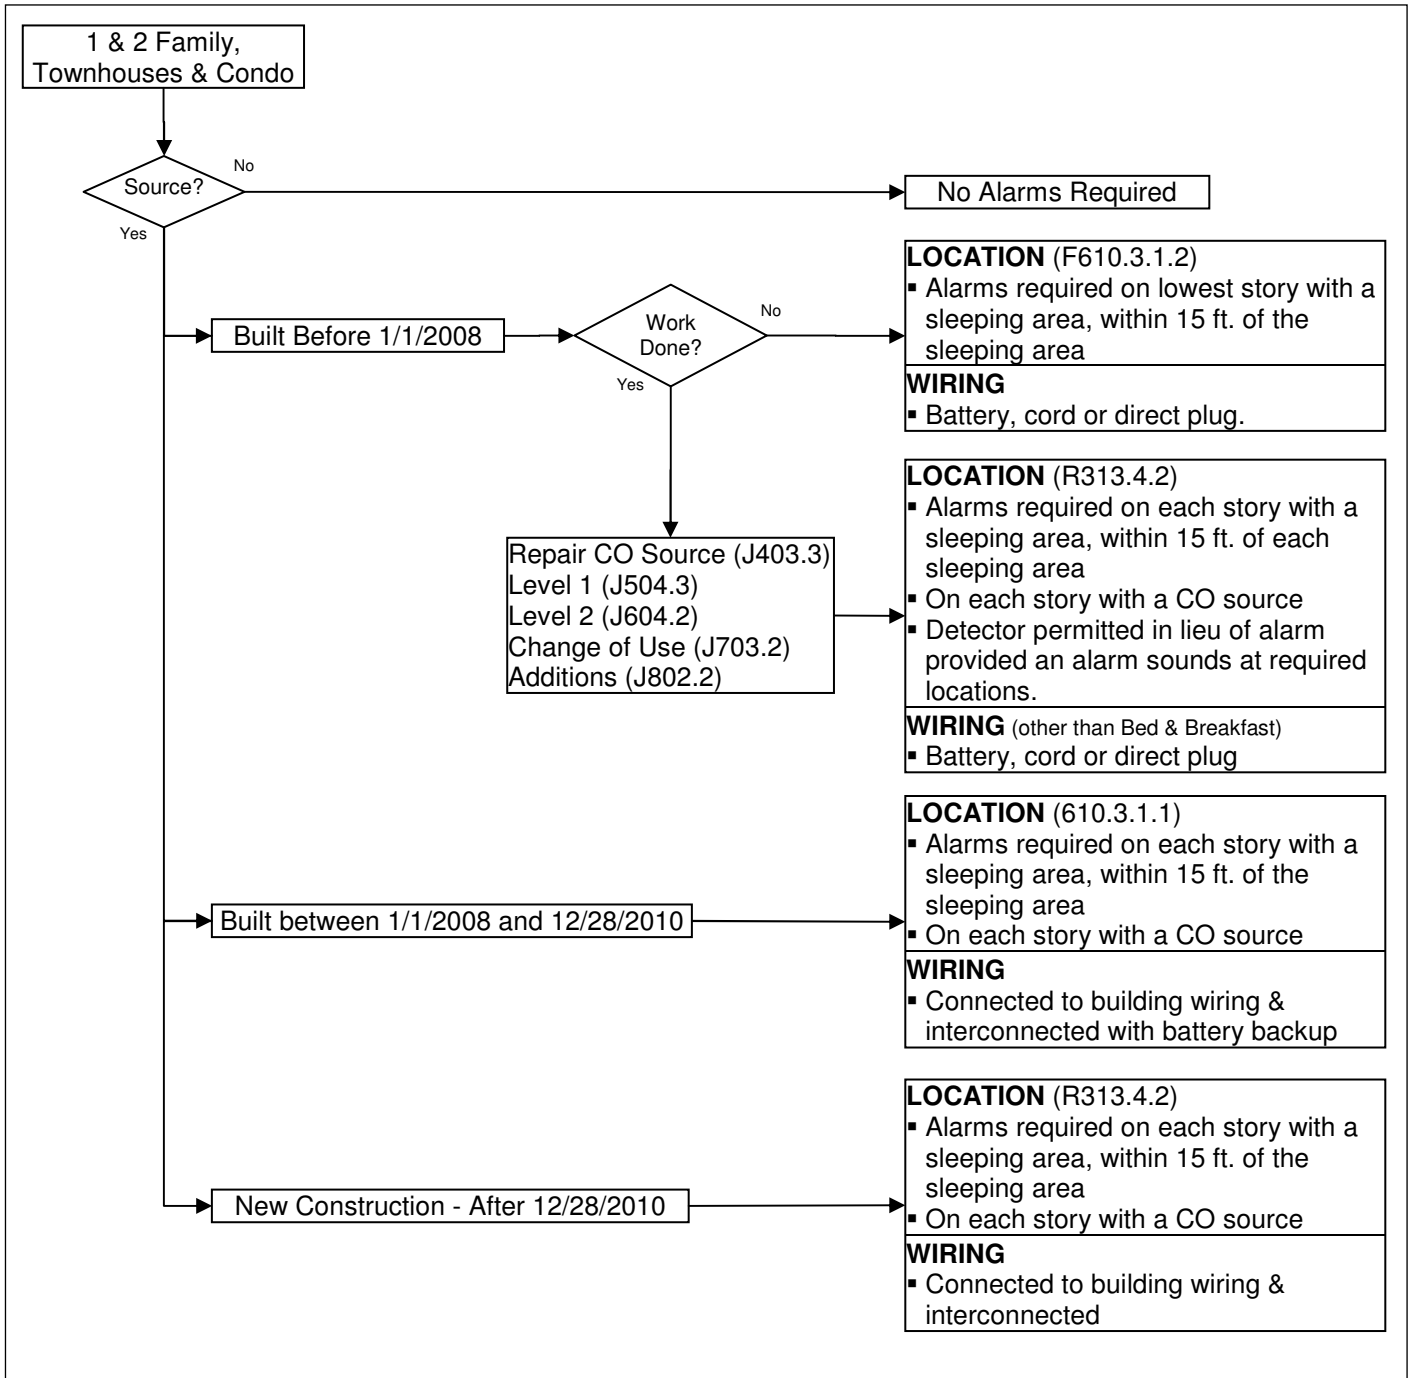 1 & 2 Family,
Townhouses & Condo
Source?
No
Yes
No Alarms Required
Built Before 1/1/2008
Work
Done?
No
Yes
LOCATION (F610.3.1.2)
▪ Alarms required on lowest story with a
sleeping area, within 15 ft. of the
sleeping area
WIRING
▪ Battery, cord or direct plug.
Repair CO Source (J403.3)
Level 1 (J504.3)
Level 2 (J604.2)
Change of Use (J703.2)
Additions (J802.2)
LOCATION (R313.4.2)
▪ Alarms required on each story with a
sleeping area, within 15 ft. of each
sleeping area
▪ On each story with a CO source
▪ Detector permitted in lieu of alarm
provided an alarm sounds at required
locations.
WIRING (other than Bed & Breakfast)
▪ Battery, cord or direct plug
Built between 1/1/2008 and 12/28/2010
LOCATION (610.3.1.1)
▪ Alarms required on each story with a
sleeping area, within 15 ft. of the
sleeping area
▪ On each story with a CO source
WIRING
▪ Connected to building wiring &
interconnected with battery backup
New Construction - After 12/28/2010
LOCATION (R313.4.2)
▪ Alarms required on each story with a
sleeping area, within 15 ft. of the
sleeping area
▪ On each story with a CO source
WIRING
▪ Connected to building wiring &
interconnected